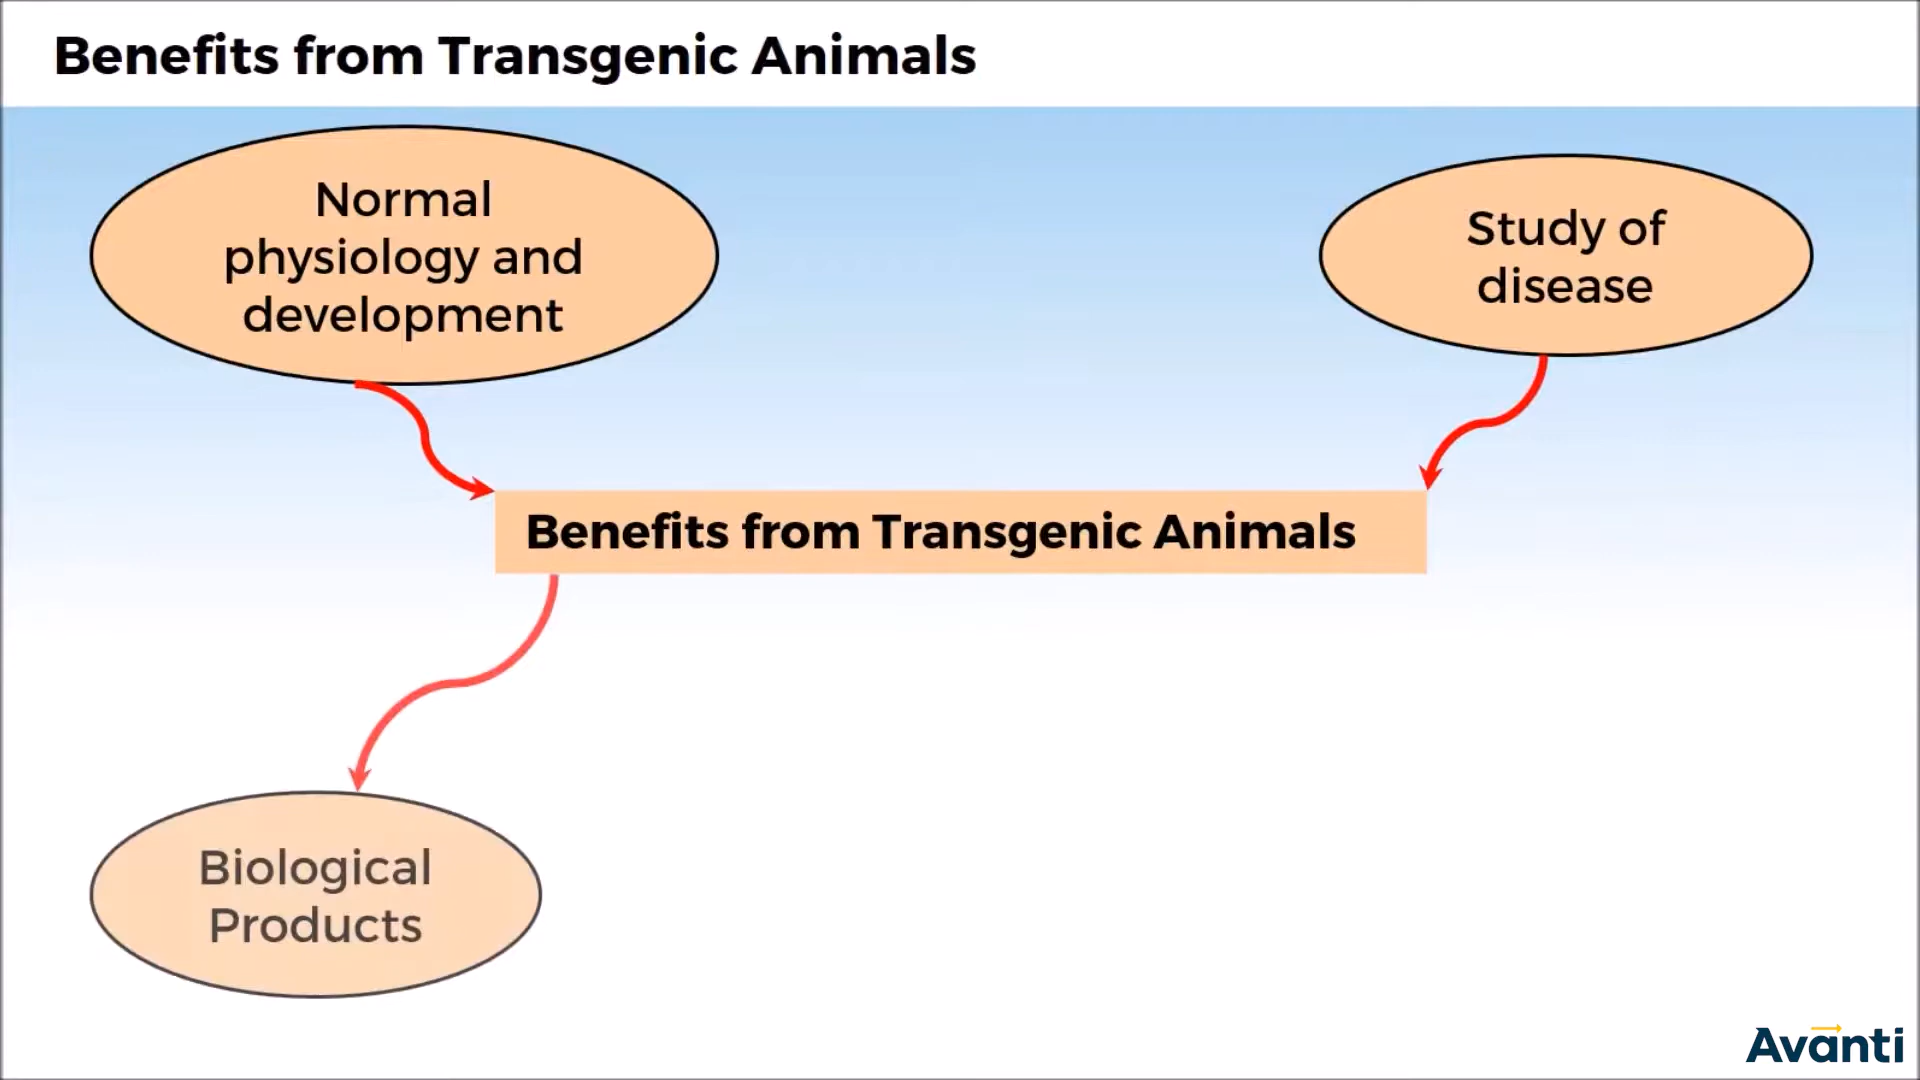 Benefits from Transgenic Animals
Normal
physiology and
development
Study of
disease
Benefits from Transgenic Animals
Biological
Products
Avanti